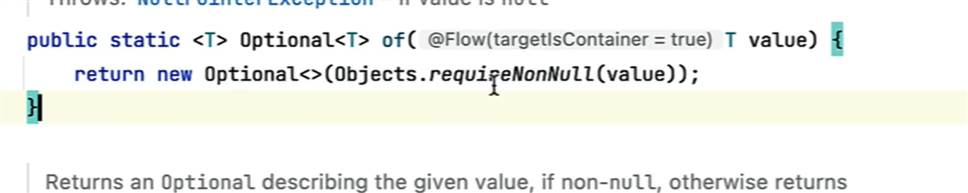 Throws: NullPointerException – if value is null
public static <T> Optional<T> of( @Flow(targetIsContainer = true) T value) {
return new Optional<>(Objects.requireNonNull(value));
}
Returns an Optional describing the given value, if non-null, otherwise returns